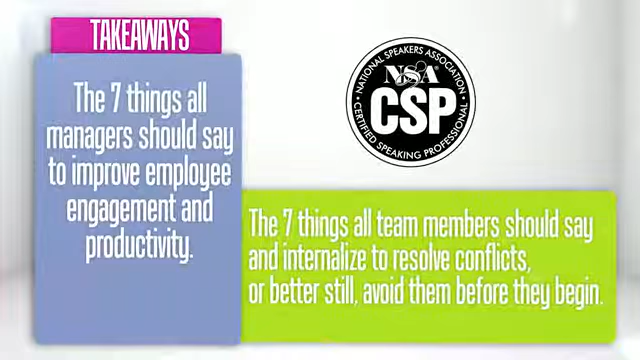 TAKEAWAYS
The 7 things all
managers should say
to improve employee
engagement and
productivity.
NATIONAL SPEAKERS ASSOCIATION
NSA
CSP
CERTIFIED SPEAKING PROFESSIONAL
The 7 things all team members should say
and internalize to resolve conflicts,
or better still, avoid them before they begin.